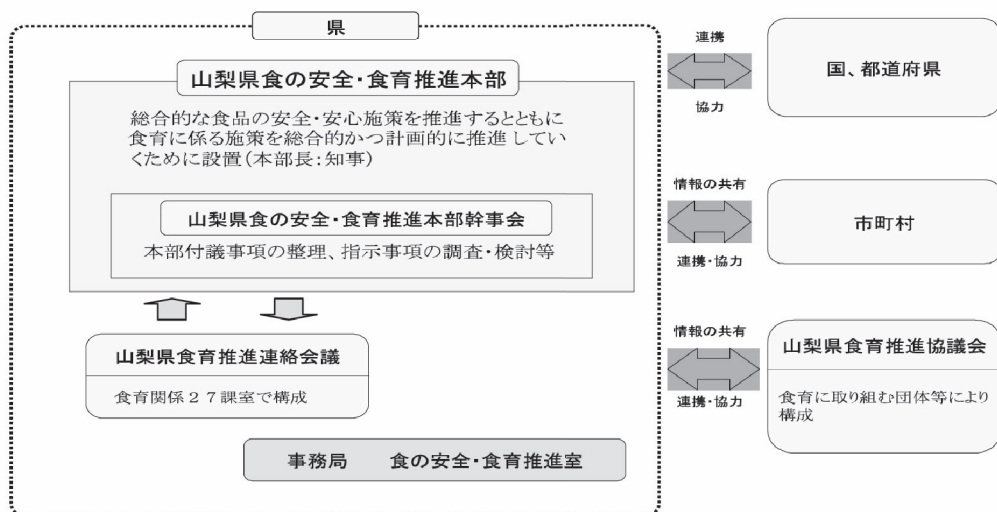 県
山梨県食の安全・食育推進本部
総合的な食品の安全・安心施策を推進するとともに
食育に係る施策を総合的かつ計画的に推進してい
くために設置(本部長:知事)
山梨県食の安全・食育推進本部幹事会
本部付議事項の整理、指示事項の調査・検討等
山梨県食育推進連絡会議
食育関係27課室で構成
事務局 食の安全・食育推進室
連携
協力
国、都道府県
情報の共有
連携・協力
市町村
情報の共有
連携・協力
山梨県食育推進協議会
食育に取り組む団体等により
構成